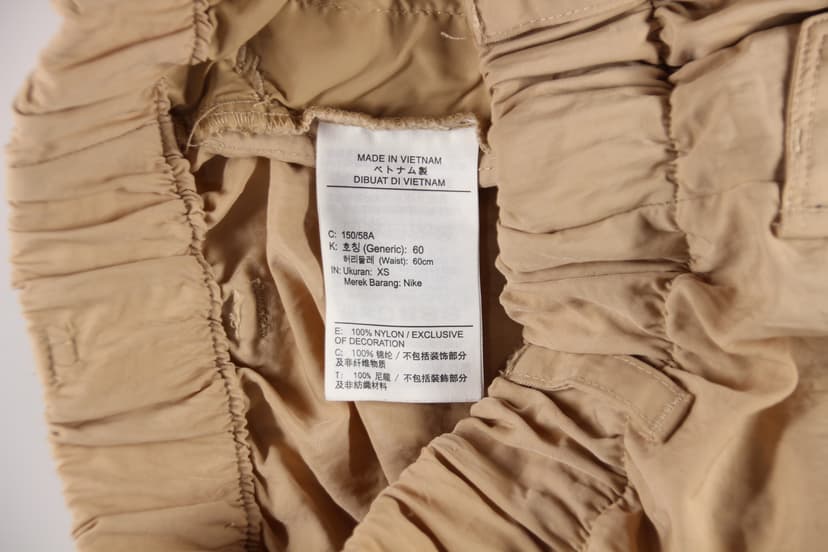 MADE IN VIETNAM
ベトナム製
DIBUAT DI VIETNAM
C: 150/58A
K: 호칭 (Generic): 60
허리둘레 (Waist): 60cm
IN: Ukuran: XS
Merek Barang: Nike
E: 100% NYLON / EXCLUSIVE
OF DECORATION
C: 100% 锦纶 / 不包括装饰部分
及非纤维物质
T: 100% 尼龍 / 不包括裝飾部分
及非紡織材料